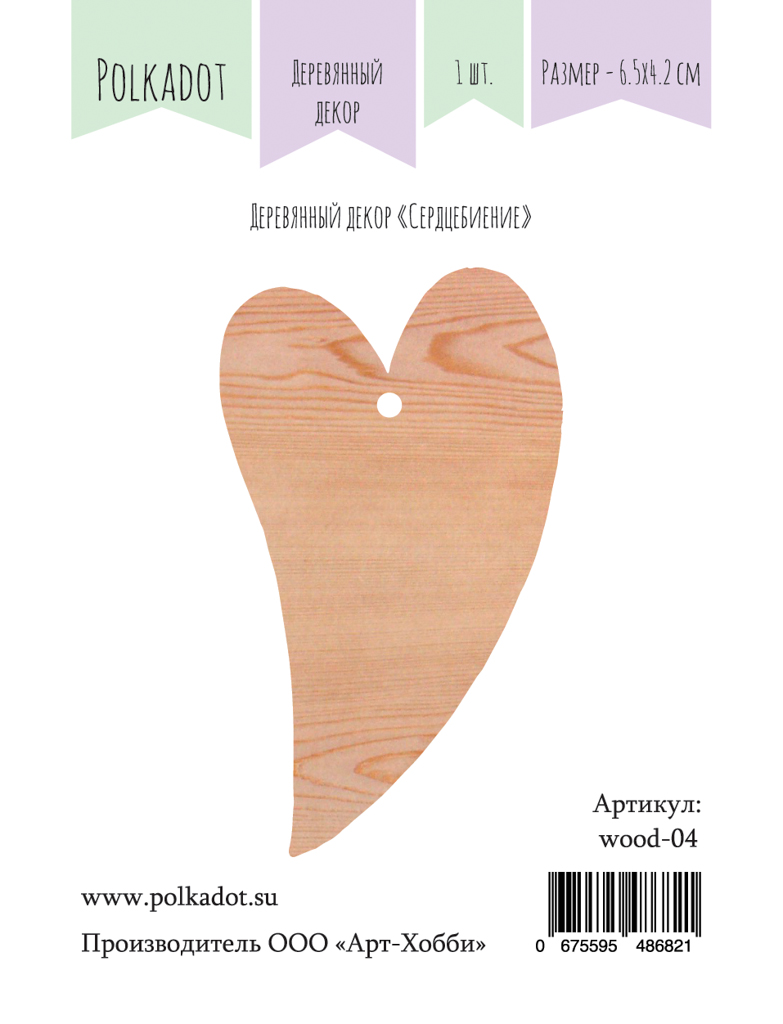 Polkadot
Деревянный
декор
1 шт.
Размер - 6.5x4.2 см
Деревянный декор «Сердцебиение»
Артикул:
wood-04
www.polkadot.su
Производитель ООО «Арт-Хобби»
0 675595 486821